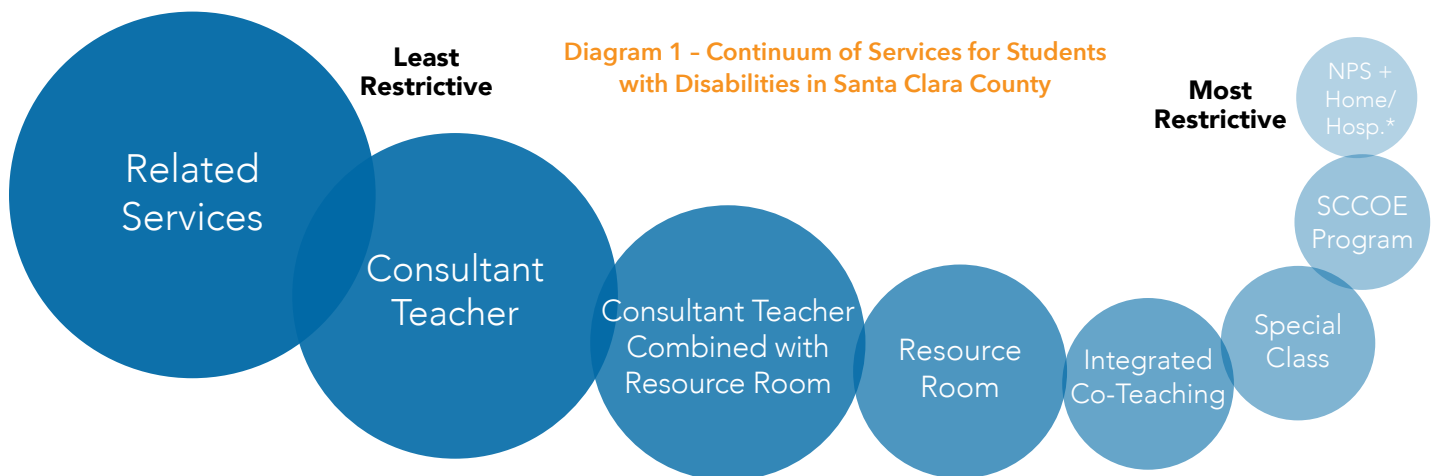 Diagram 1 – Continuum of Services for Students
with Disabilities in Santa Clara County
Least
Restrictive
Most
Restrictive
Related
Services
Consultant
Teacher
Consultant Teacher
Combined with
Resource Room
Resource
Room
Integrated
Co-Teaching
Special
Class
SCCOE
Program
NPS +
Home/
Hosp.*